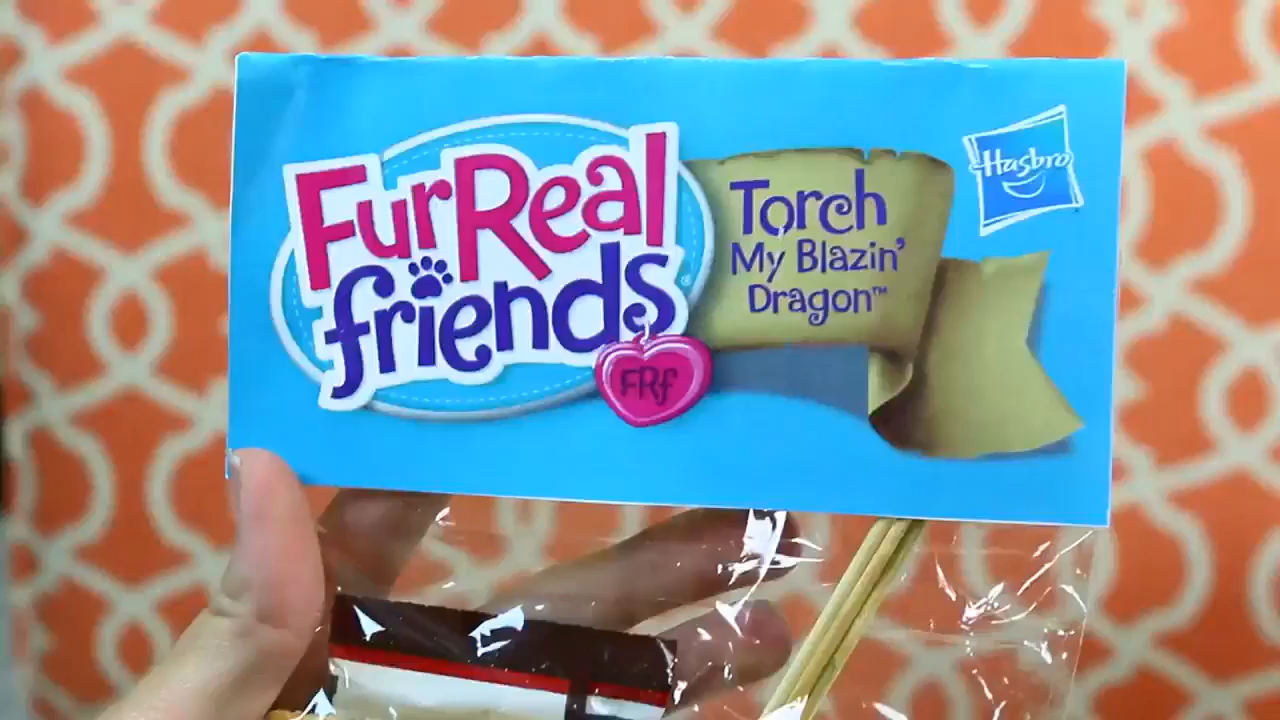 FurReal
friends®
FRf
Torch
My Blazin'
Dragon™
Hasbro